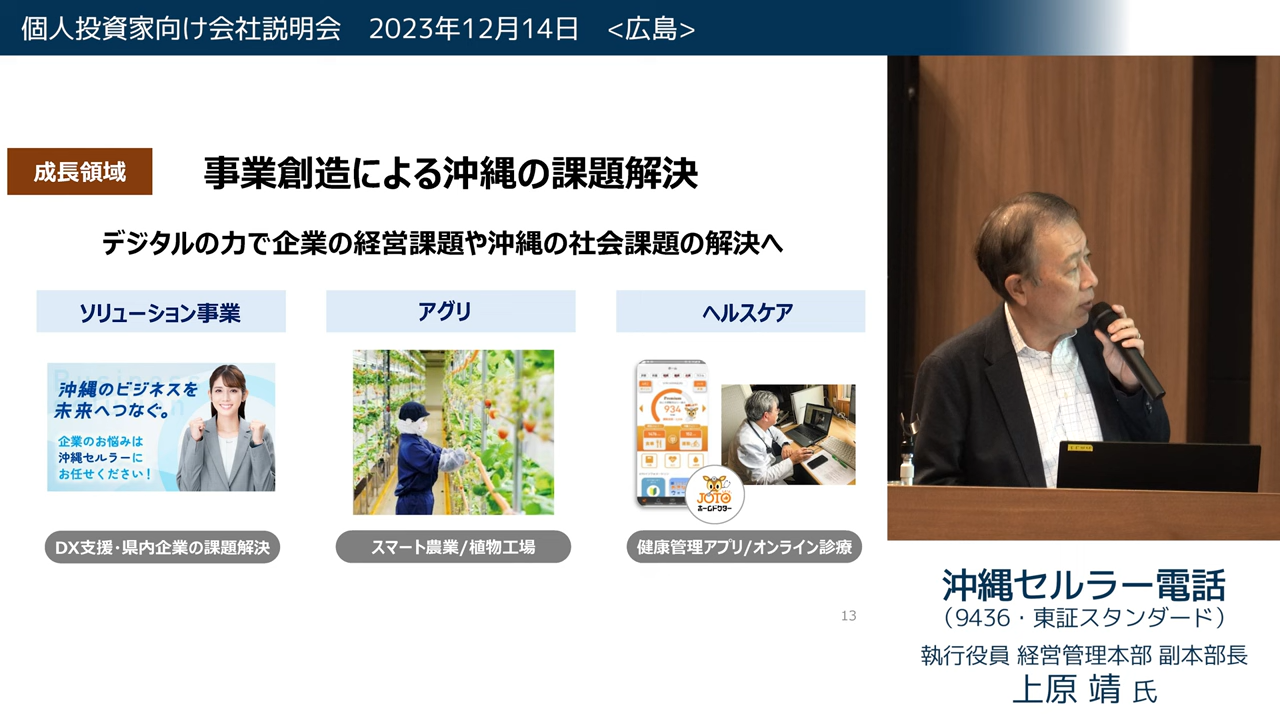 個人投資家向け会社説明会 2023年12月14日 <広島>
成長領域
事業創造による沖縄の課題解決
デジタルの力で企業の経営課題や沖縄の社会課題の解決へ
ソリューション事業
アグリ
ヘルスケア
沖縄のビジネスを
未来へつなぐ。
企業のお悩みは
沖縄セルラーに
お任せください！
Premium
934
JOTO
ホームドクター
DX支援・県内企業の課題解決
スマート農業/植物工場
健康管理アプリ/オンライン診療
13
沖縄セルラー電話
（9436・東証スタンダード）
執行役員 経営管理本部 副本部長
上原 靖 氏